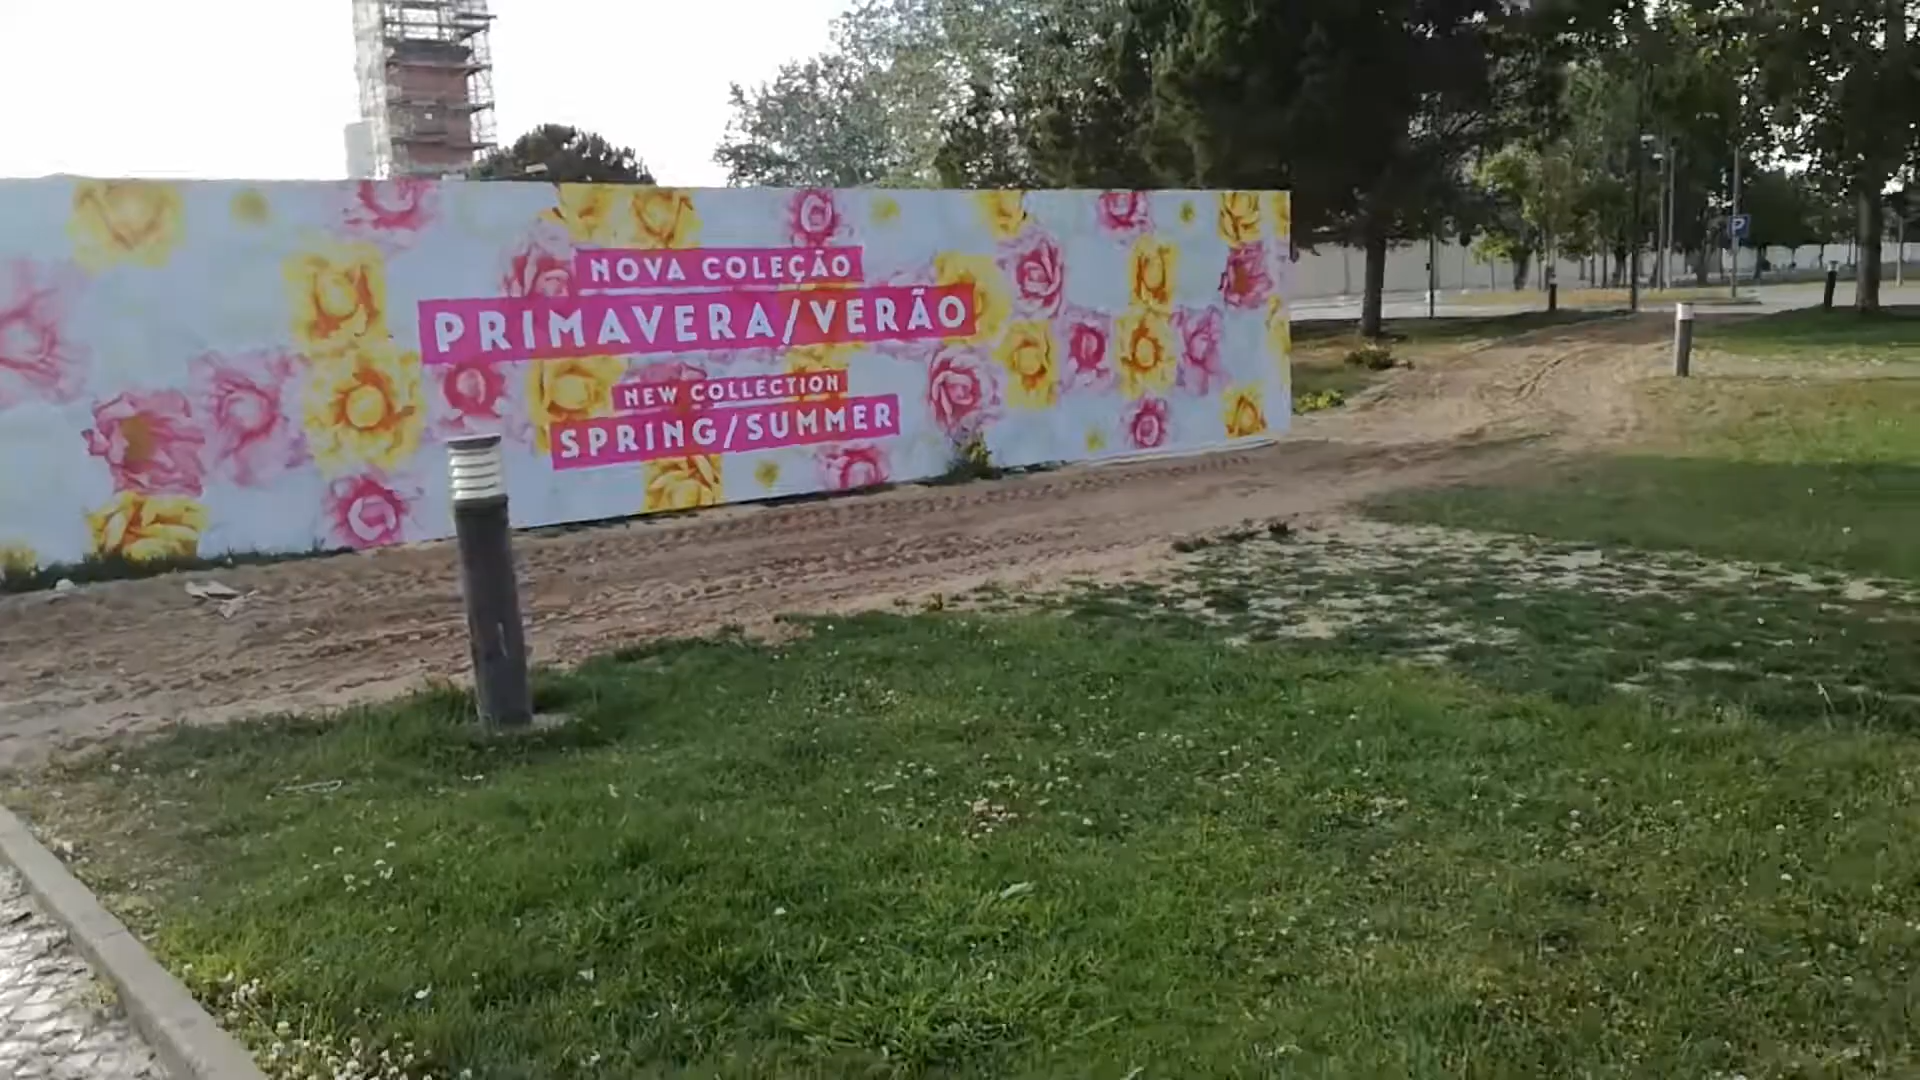 NOVA COLEÇÃO
PRIMAVERA/VERÃO
NEW COLLECTION
SPRING/SUMMER
P